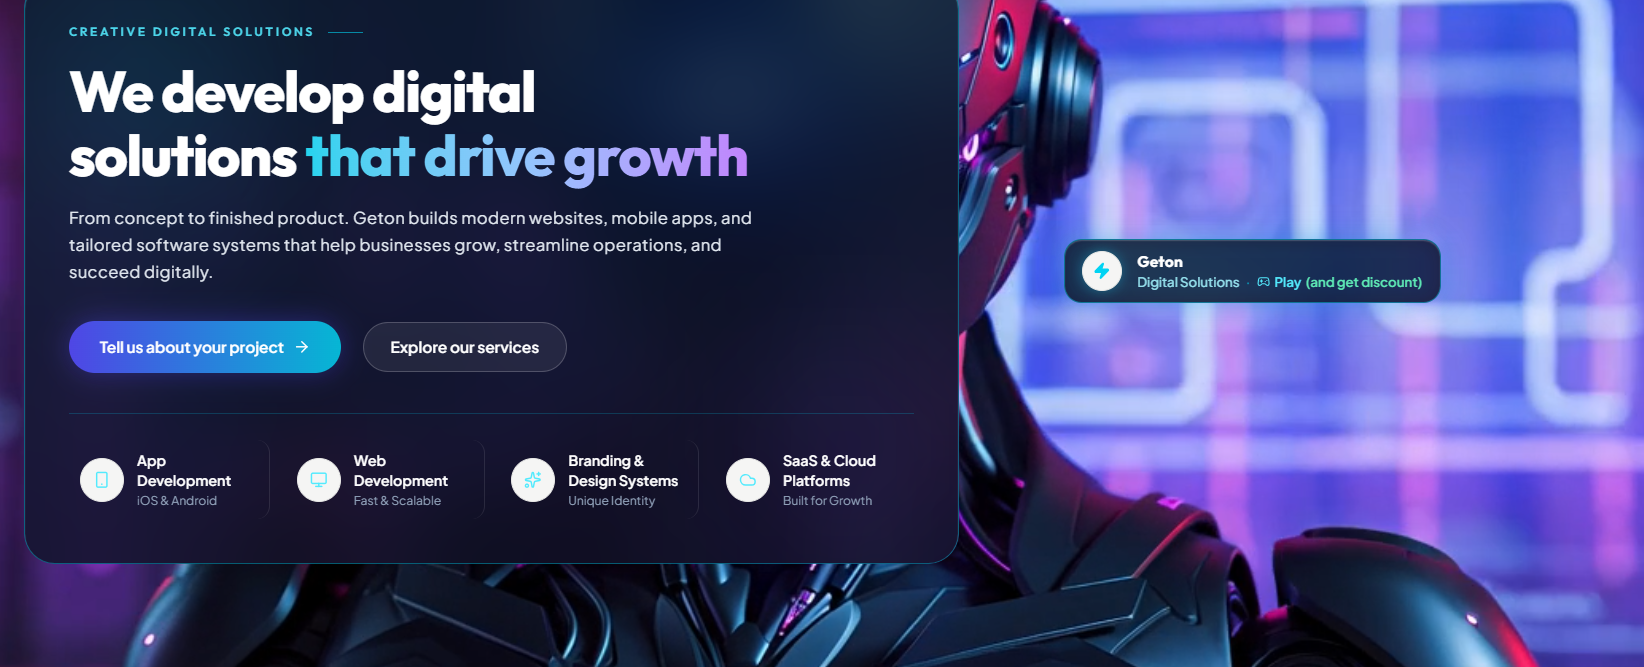 CREATIVE DIGITAL SOLUTIONS
We develop digital
solutions that drive growth
From concept to finished product. Geton builds modern websites, mobile apps, and
tailored software systems that help businesses grow, streamline operations, and
succeed digitally.
Tell us about your project →
Explore our services
App
Development
iOS & Android
Web
Development
Fast & Scalable
Branding &
Design Systems
Unique Identity
SaaS & Cloud
Platforms
Built for Growth
Geton
Digital Solutions · Play (and get discount)